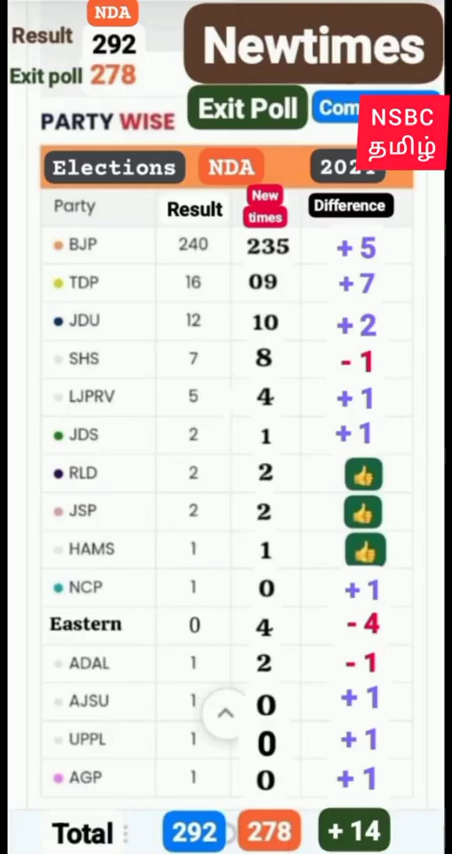 NDA
Result 292
Exit poll 278
Newtimes
Exit Poll
Com
NSBC
தமிழ்
PARTY WISE
Elections NDA
Party Result New times Difference
BJP 240 235 +5
TDP 16 09 +7
JDU 12 10 +2
SHS 7 8 -1
LJPRV 5 4 +1
JDS 2 1 +1
RLD 2 2 👍
JSP 2 2 👍
HAMS 1 1 👍
NCP 1 0 +1
Eastern 0 4 -4
ADAL 1 2 -1
AJSU 1 0 +1
UPPL 1 0 +1
AGP 1 0 +1
Total 292 278 +14